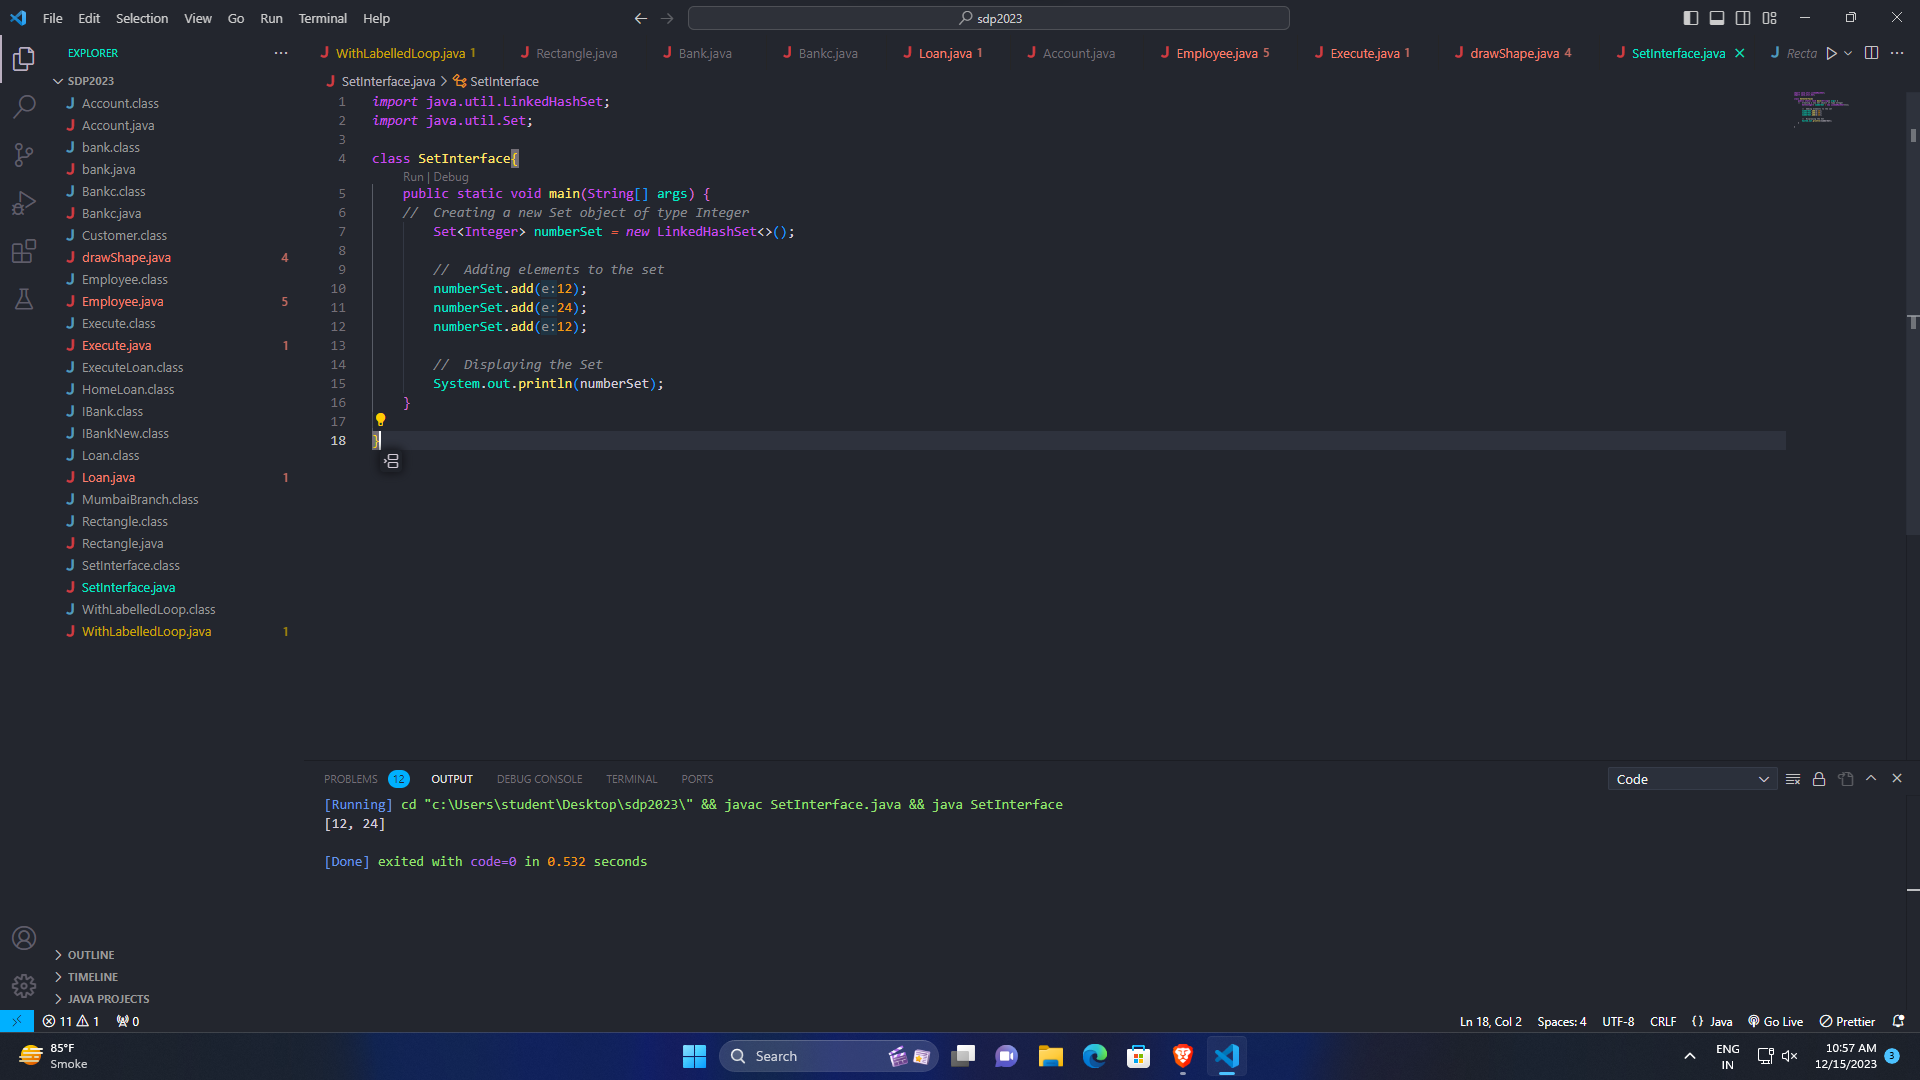 File Edit Selection View Go Run Terminal Help
sdp2023
EXPLORER
WithLabelledLoop.java 1 Rectangle.java Bank.java Bankc.java Loan.java 1 Account.java Employee.java 5 Execute.java 1 drawShape.java 4 SetInterface.java Recta
SDP2023
Account.class
Account.java
bank.class
bank.java
Bankc.class
Bankc.java
Customer.class
drawShape.java 4
Employee.class
Employee.java 5
Execute.class
Execute.java 1
ExecuteLoan.class
HomeLoan.class
IBank.class
IBankNew.class
Loan.class
Loan.java 1
MumbaiBranch.class
Rectangle.class
Rectangle.java
SetInterface.class
SetInterface.java
WithLabelledLoop.class
WithLabelledLoop.java 1
OUTLINE
TIMELINE
JAVA PROJECTS
SetInterface.java > SetInterface
1 import java.util.LinkedHashSet;
2 import java.util.Set;
3
4 class SetInterface{
Run | Debug
5 public static void main(String[] args) {
6 // Creating a new Set object of type Integer
7 Set<Integer> numberSet = new LinkedHashSet<>();
8
9 // Adding elements to the set
10 numberSet.add(e:12);
11 numberSet.add(e:24);
12 numberSet.add(e:12);
13
14 // Displaying the Set
15 System.out.println(numberSet);
16 }
17
18 }
PROBLEMS 12 OUTPUT DEBUG CONSOLE TERMINAL PORTS
Code
[Running] cd "c:\Users\student\Desktop\sdp2023\" && javac SetInterface.java && java SetInterface
[12, 24]
[Done] exited with code=0 in 0.532 seconds
11 1 0
Ln 18, Col 2 Spaces: 4 UTF-8 CRLF {} Java Go Live Prettier
85°F
Smoke
Search
ENG
IN
10:57 AM
12/15/2023
3